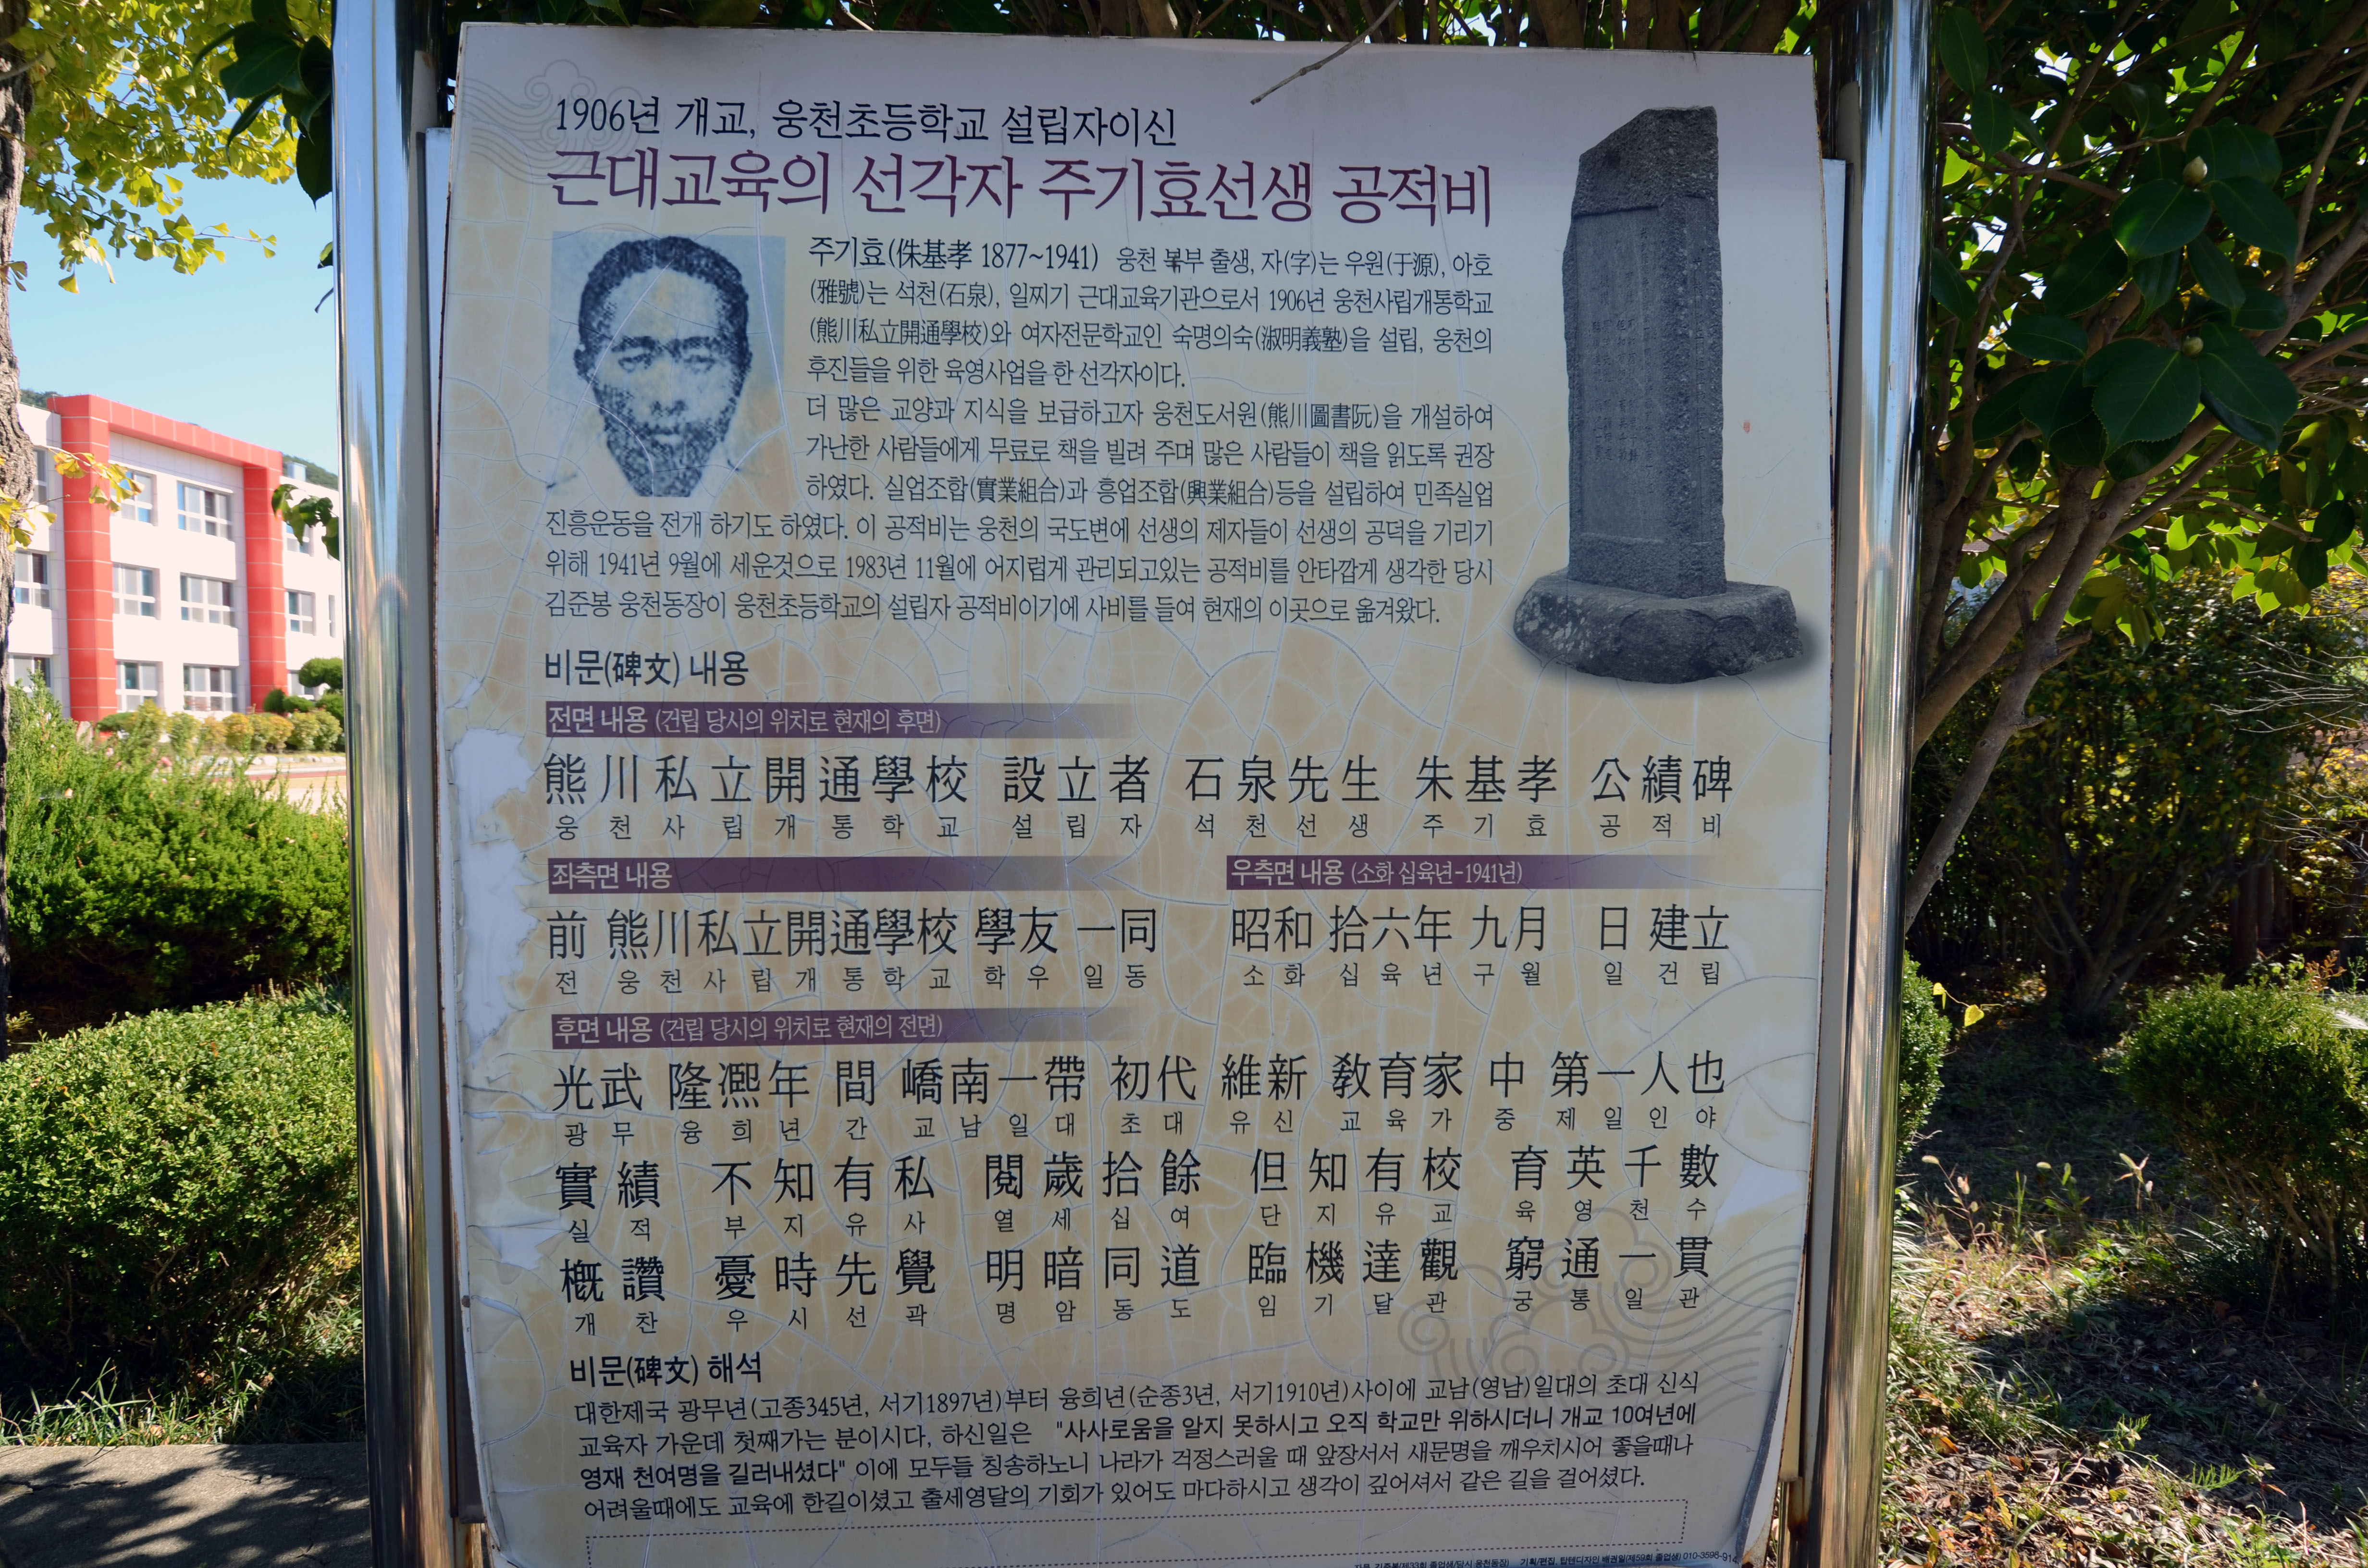 1906년 개교, 웅천초등학교 설립자이신
근대교육의 선각자 주기효선생 공적비
주기효(侏基孝 1877~1941) 웅천 북부 출생, 자(字)는 우원(于源), 아호
(雅號)는 석천(石泉), 일찌기 근대교육기관으로서 1906년 웅천사립개통학교
(熊川私立開通學校)와 여자전문학교인 숙명의숙(淑明義塾)을 설립, 웅천의
후진들을 위한 육영사업을 한 선각자이다.
더 많은 교양과 지식을 보급하고자 웅천도서원(熊川圖書阮)을 개설하여
가난한 사람들에게 무료로 책을 빌려 주며 많은 사람들이 책을 읽도록 권장
하였다. 실업조합(實業組合)과 흥업조합(興業組合)등을 설립하여 민족실업
진흥운동을 전개 하기도 하였다. 이 공적비는 웅천의 국도변에 선생의 제자들이 선생의 공덕을 기리기
위해 1941년 9월에 세운것으로 1983년 11월에 어지럽게 관리되고있는 공적비를 안타깝게 생각한 당시
김준봉 웅천동장이 웅천초등학교의 설립자 공적비이기에 사비를 들여 현재의 이곳으로 옮겨왔다.
비문(碑文) 내용
전면 내용 (건립 당시의 위치로 현재의 후면)
熊川私立開通學校 設立者 石泉先生 朱基孝 公績碑
웅천사립개통학교 설립자 석천선생 주기효 공적비
좌측면 내용
前 熊川私立開通學校 學友 一同
전 웅천사립개통학교 학우 일동
우측면 내용 (소화 십육년-1941년)
昭和 拾六年 九月 日 建立
소화 십육년 구월 일 건립
후면 내용 (건립 당시의 위치로 현재의 전면)
光武 隆凞年 間 嶠南一帶 初代 維新 敎育家 中 第一人也
광무 융희년 간 교남일대 초대 유신 교육가 중 제일인야
實績 不知有私 閱歲拾餘 但知有校 育英千數
실적 부지유사 열세십여 단지유교 육영천수
槪讚 憂時先覺 明暗同道 臨機達觀 窮通一貫
개찬 우시선곽 명암동도 임기달관 궁통일관
비문(碑文) 해석
대한제국 광무년(고종345년, 서기1897년)부터 융희년(순종3년, 서기1910년)사이에 교남(영남)일대의 초대 신식
교육자 가운데 첫째가는 분이시다, 하신일은 "사사로움을 알지 못하시고 오직 학교만 위하시더니 개교 10여년에
영재 천여명을 길러내셨다" 이에 모두들 칭송하노니 나라가 걱정스러울 때 앞장서서 새문명을 깨우치시어 좋을때나
어려울때에도 교육에 한길이셨고 출세영달의 기회가 있어도 마다하시고 생각이 깊어셔서 같은 길을 걸어셨다.